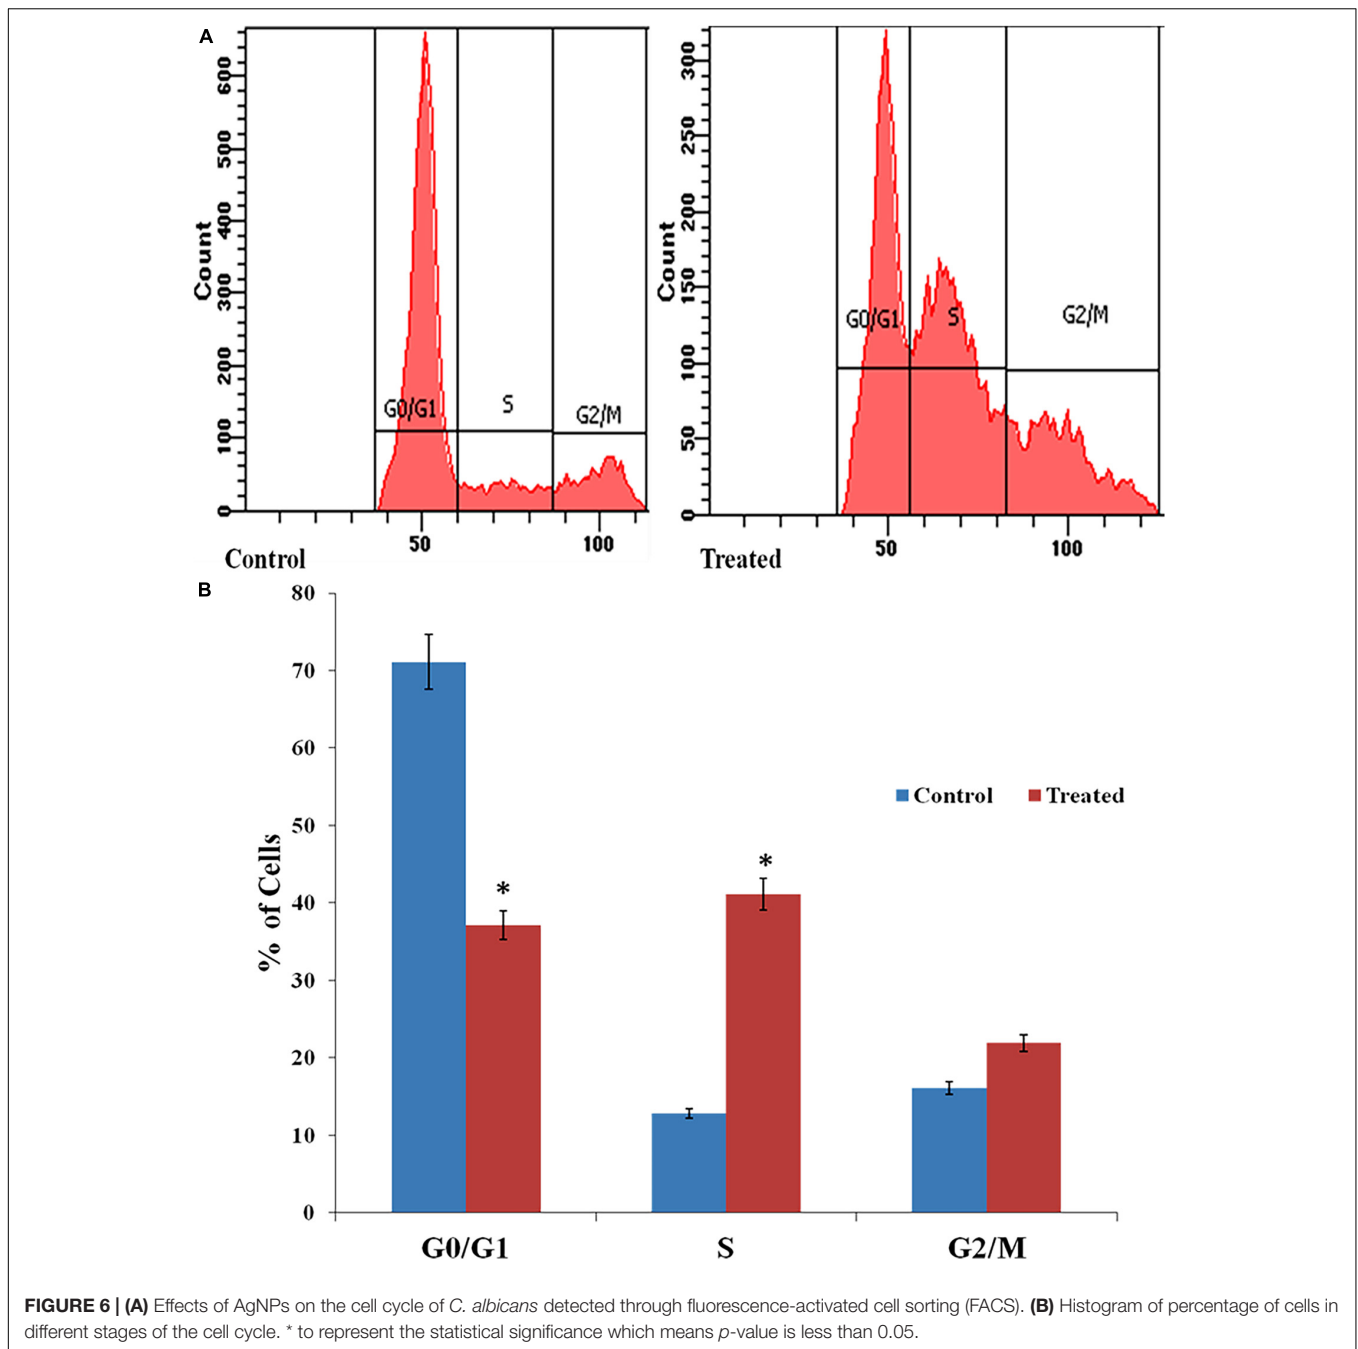 A
600
500
400
300
200
100
0
Count
G0/G1
S
G2/M
50
100
Control
300
250
200
150
100
50
0
Count
G0/G1
S
G2/M
50
100
Treated
B
80
70
60
50
40
30
20
10
0
% of Cells
*
*
Control
Treated
G0/G1
S
G2/M
FIGURE 6 | (A) Effects of AgNPs on the cell cycle of C. albicans detected through fluorescence-activated cell sorting (FACS). (B) Histogram of percentage of cells in
different stages of the cell cycle. * to represent the statistical significance which means p-value is less than 0.05.